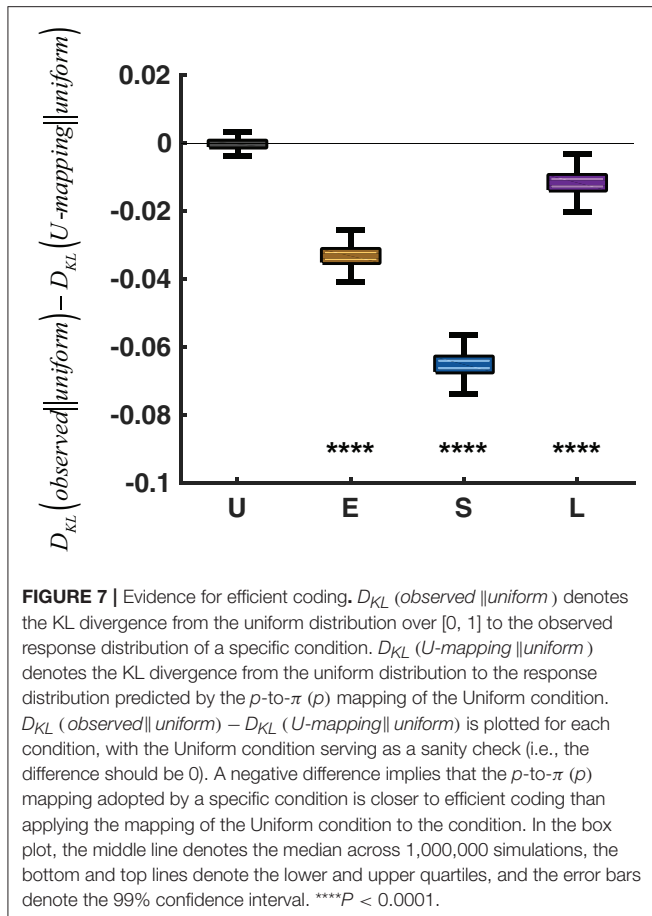 D_KL(observed‖uniform) – D_KL(U-mapping‖uniform)
0.02
0
-0.02
-0.04
-0.06
-0.08
-0.1
**** **** ****
U E S L
FIGURE 7 | Evidence for efficient coding. D_KL (observed ‖uniform) denotes
the KL divergence from the uniform distribution over [0, 1] to the observed
response distribution of a specific condition. D_KL (U-mapping ‖uniform)
denotes the KL divergence from the uniform distribution to the response
distribution predicted by the p-to-π (p) mapping of the Uniform condition.
D_KL (observed‖ uniform) – D_KL (U-mapping‖ uniform) is plotted for each
condition, with the Uniform condition serving as a sanity check (i.e., the
difference should be 0). A negative difference implies that the p-to-π (p)
mapping adopted by a specific condition is closer to efficient coding than
applying the mapping of the Uniform condition to the condition. In the box
plot, the middle line denotes the median across 1,000,000 simulations, the
bottom and top lines denote the lower and upper quartiles, and the error bars
denote the 99% confidence interval. ****P < 0.0001.